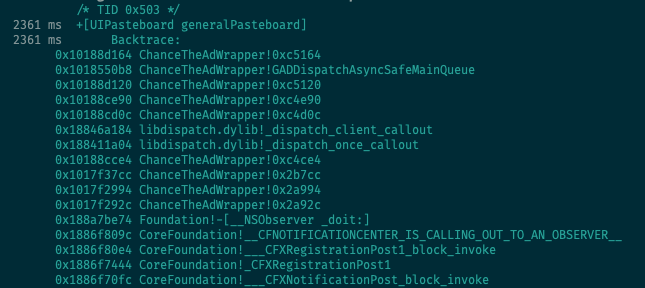 /* TID 0x503 */
2361 ms  +[UIPasteboard generalPasteboard]
2361 ms       Backtrace:
0x10188d164 ChanceTheAdWrapper!0xc5164
0x1018550b8 ChanceTheAdWrapper!GADDispatchAsyncSafeMainQueue
0x10188d120 ChanceTheAdWrapper!0xc5120
0x10188ce90 ChanceTheAdWrapper!0xc4e90
0x10188cd0c ChanceTheAdWrapper!0xc4d0c
0x18846a184 libdispatch.dylib!_dispatch_client_callout
0x188411a04 libdispatch.dylib!_dispatch_once_callout
0x10188cce4 ChanceTheAdWrapper!0xc4ce4
0x1017f37cc ChanceTheAdWrapper!0x2b7cc
0x1017f2994 ChanceTheAdWrapper!0x2a994
0x1017f292c ChanceTheAdWrapper!0x2a92c
0x188a7be74 Foundation!-[__NSObserver _doit:]
0x1886f809c CoreFoundation!__CFNOTIFICATIONCENTER_IS_CALLING_OUT_TO_AN_OBSERVER__
0x1886f80e4 CoreFoundation!___CFXRegistrationPost1_block_invoke
0x1886f7444 CoreFoundation!_CFXRegistrationPost1
0x1886f70fc CoreFoundation!___CFXNotificationPost_block_invoke